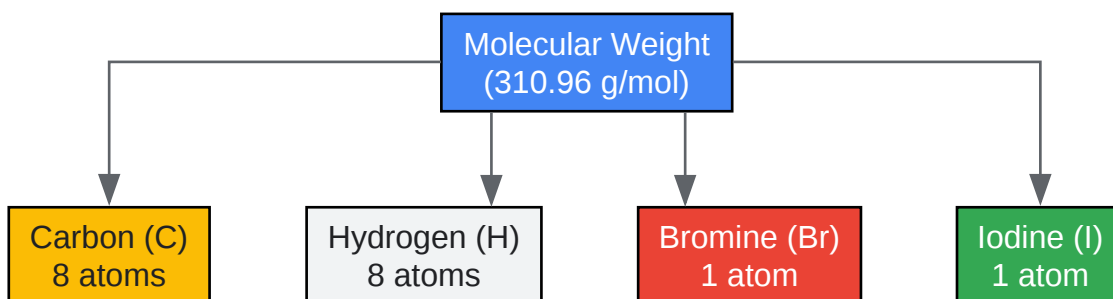 Molecular Weight
(310.96 g/mol)
Carbon (C)
8 atoms
Hydrogen (H)
8 atoms
Bromine (Br)
1 atom
Iodine (I)
1 atom